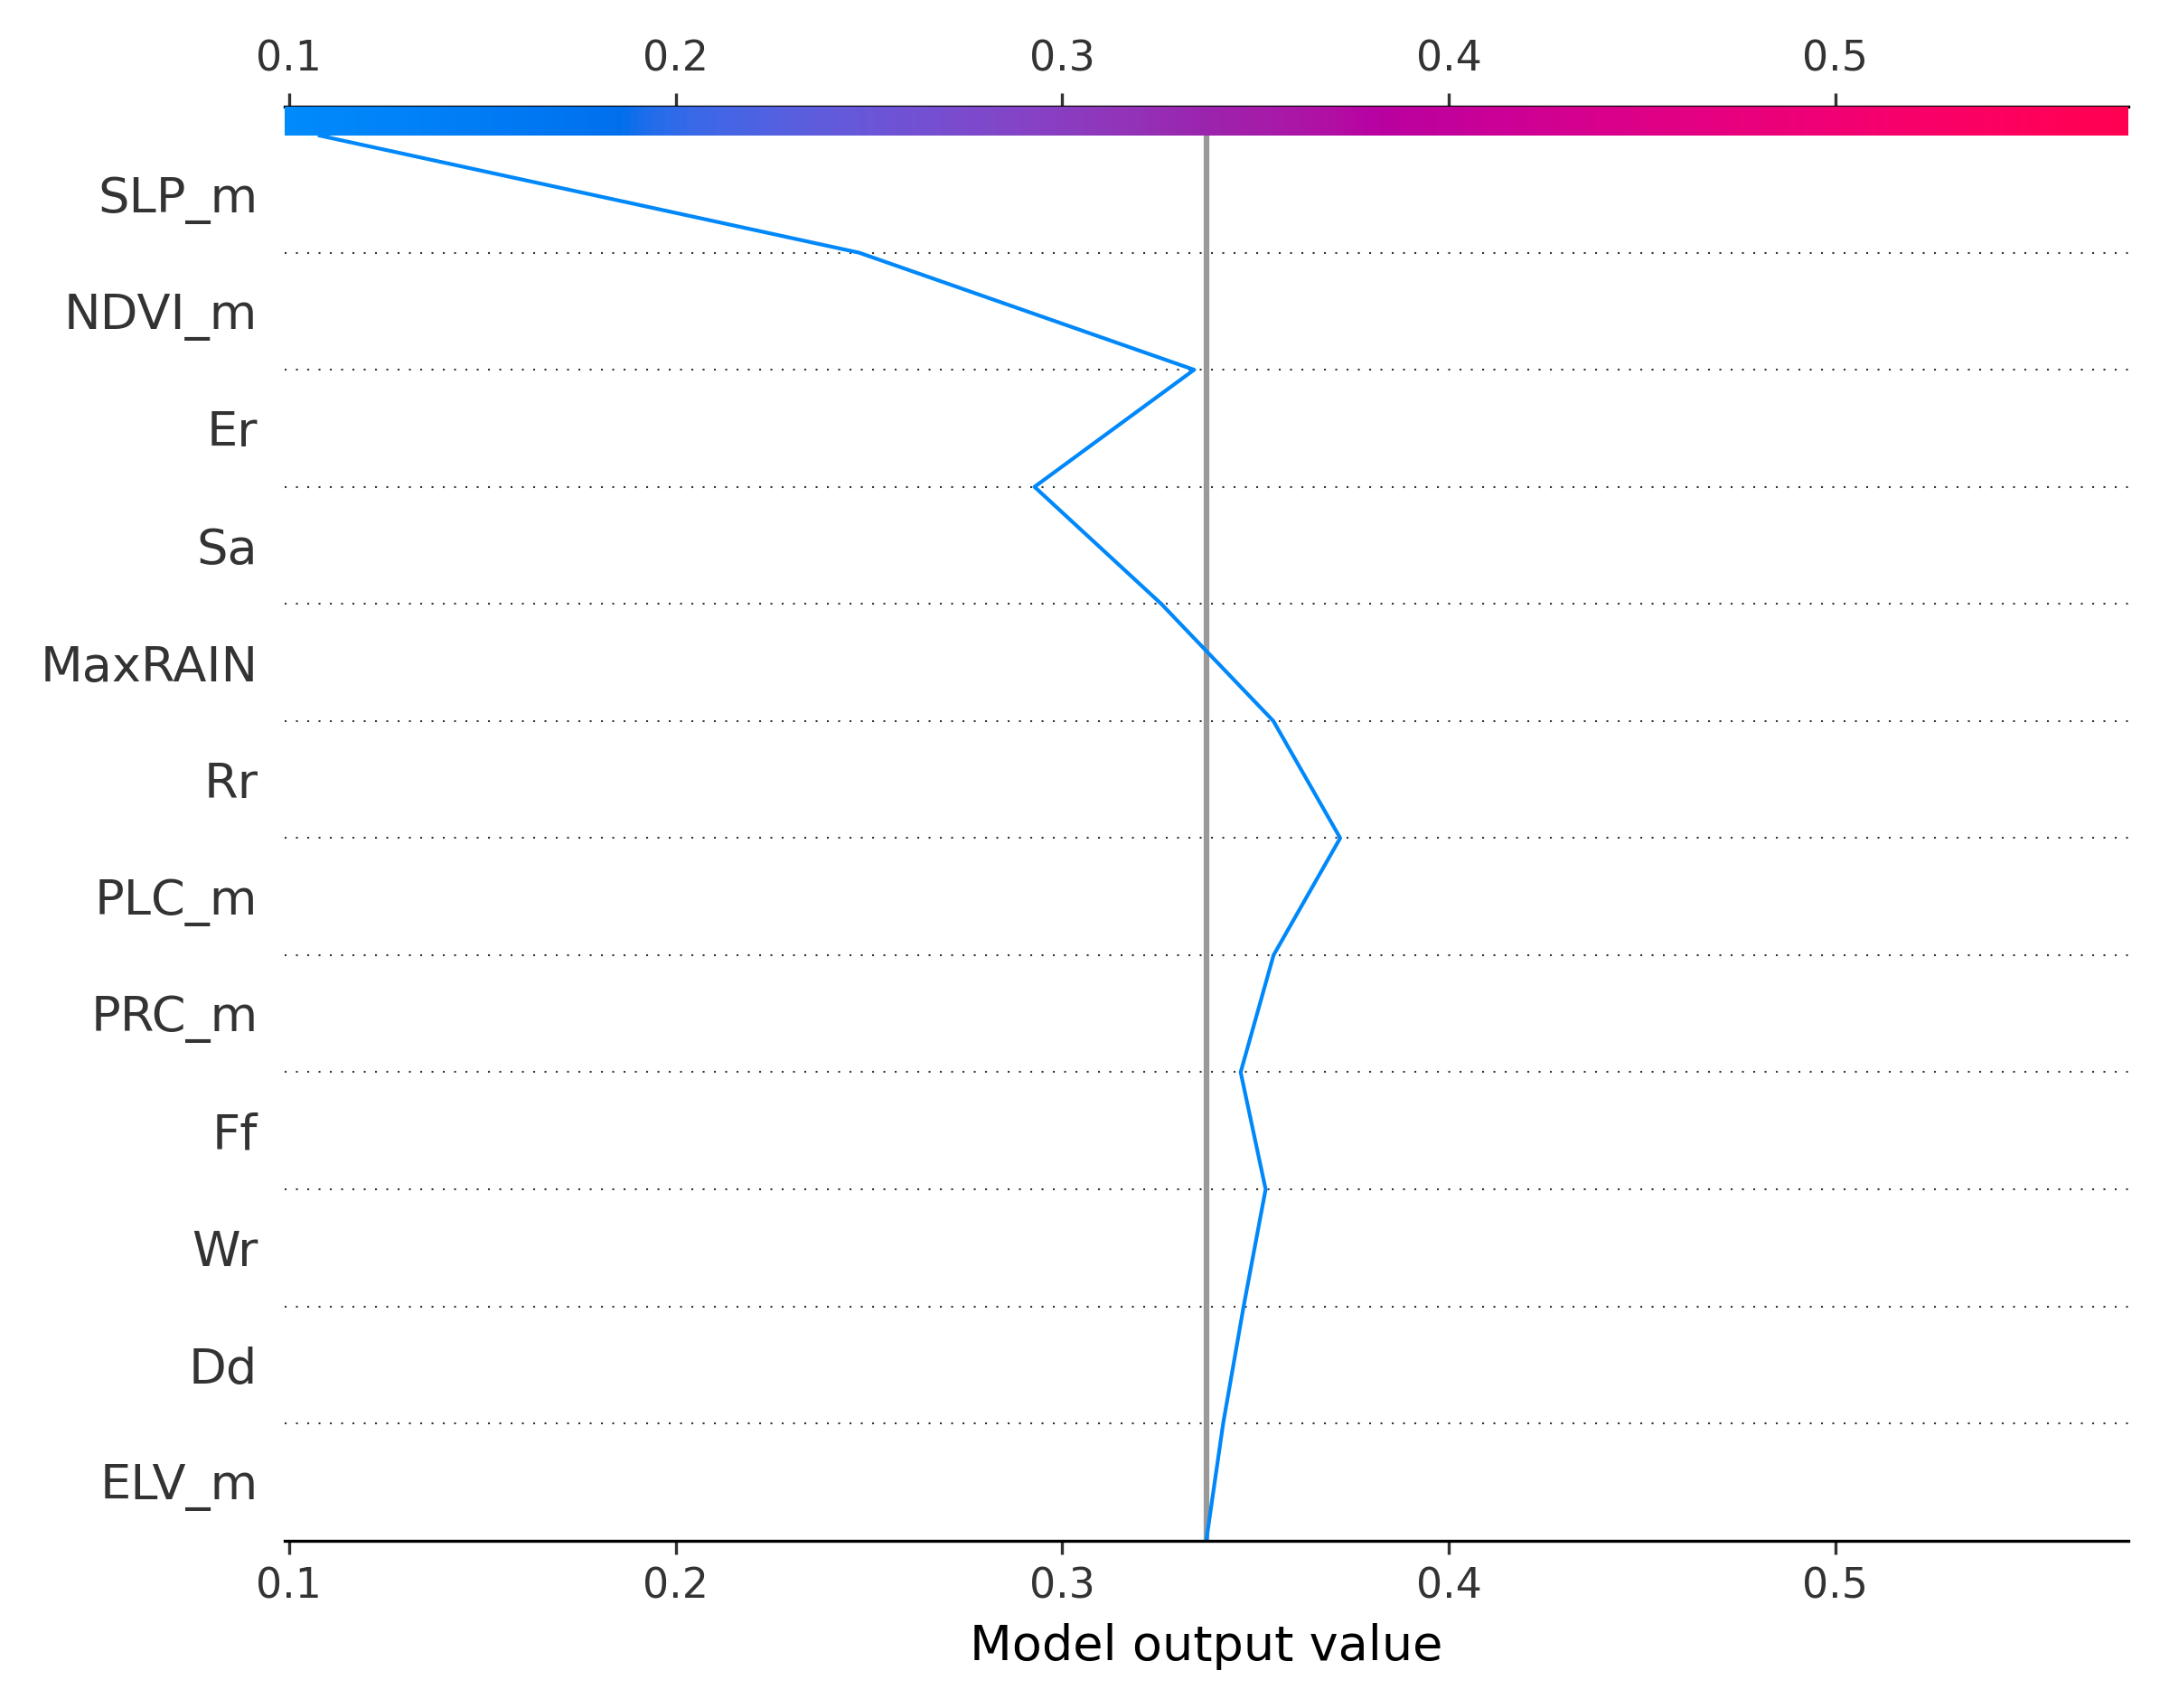 0.1 0.2 0.3 0.4 0.5
SLP_m
NDVI_m
Er
Sa
MaxRAIN
Rr
PLC_m
PRC_m
Ff
Wr
Dd
ELV_m
0.1 0.2 0.3 0.4 0.5
Model output value